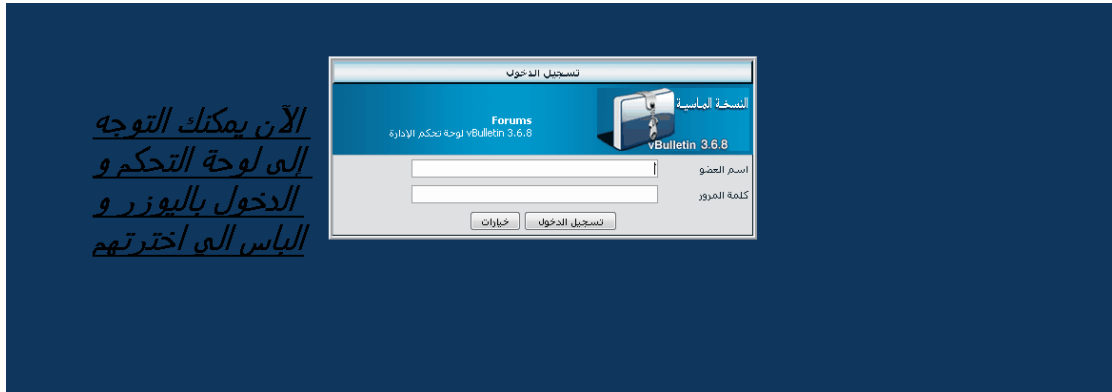 تسجيل الدخول
النسخة الماسية
vBulletin 3.6.8
Forums
vBulletin 3.6.8 لوحة تحكم الإدارة
اسم العضو
كلمة المرور
تسجيل الدخول
خيارات
الآن يمكنك التوجه
إلى لوحة التحكم و
الدخول باليوزر و
الباس الي اخترتهم